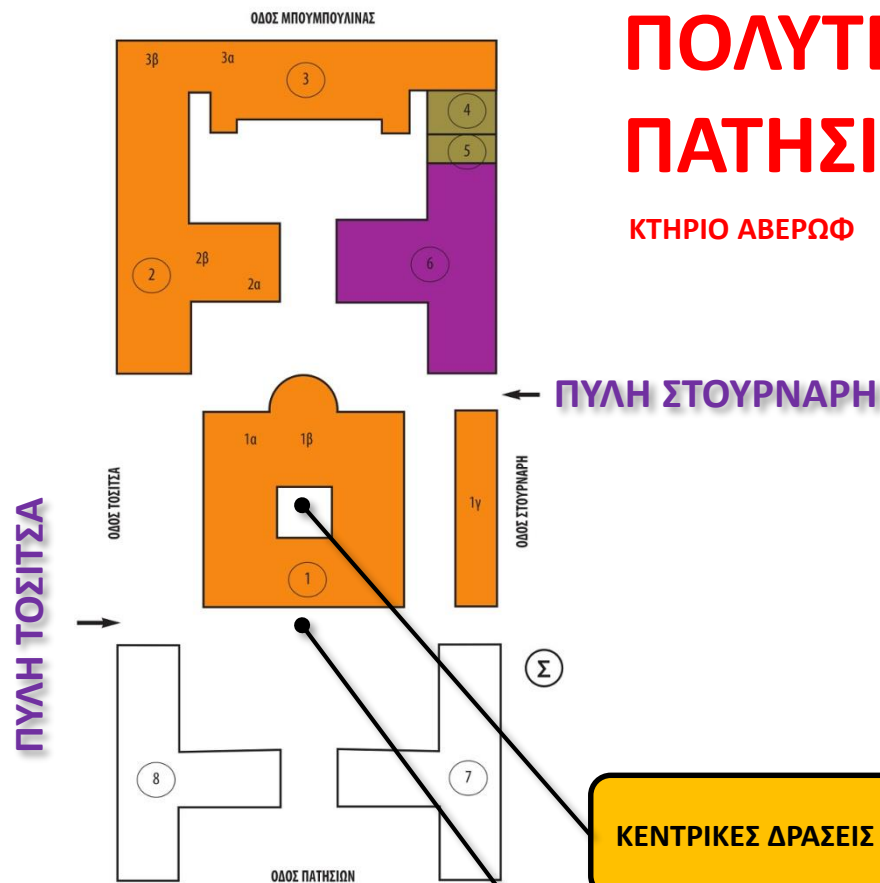 ΟΔΟΣ ΜΠΟΥΜΠΟΥΛΙΝΑΣ
ΠΟΛΥΤ
ΠΑΤΗΣΙ
ΚΤΗΡΙΟ ΑΒΕΡΩΦ
3β 3α
3
4
5
2β
2
2α
6
ΠΥΛΗ ΣΤΟΥΡΝΑΡΗ
1α 1β
ΟΔΟΣ ΤΟΣΙΤΣΑ
1γ
ΟΔΟΣ ΣΤΟΥΡΝΑΡΗ
1
ΠΥΛΗ ΤΟΣΙΤΣΑ
Σ
8
7
ΚΕΝΤΡΙΚΕΣ ΔΡΑΣΕΙΣ
ΟΔΟΣ ΠΑΤΗΣΙΩΝ